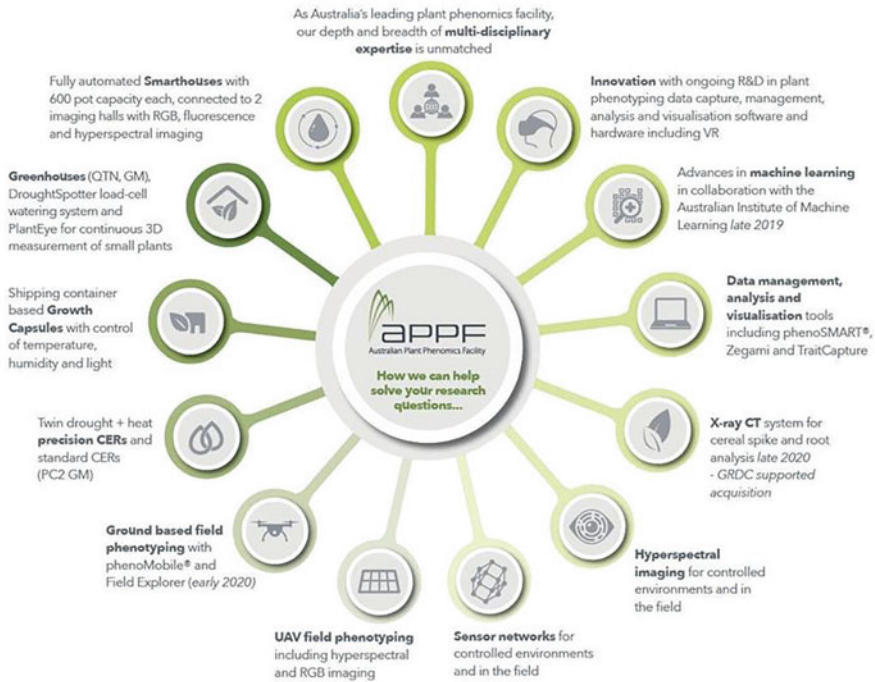 As Australia's leading plant phenomics facility,
our depth and breadth of multi-disciplinary
expertise is unmatched
Innovation with ongoing R&D in plant
phenotyping data capture, management,
analysis and visualisation software and
hardware including VR
Advances in machine learning
in collaboration with the
Australian Institute of Machine
Learning late 2019
Data management,
analysis and
visualisation tools
including phenoSMART®,
Zegami and TraitCapture
X-ray CT system for
cereal spike and root
analysis late 2020
- GRDC supported
acquisition
Hyperspectral
imaging for controlled
environments and in
the field
Sensor networks for
controlled environments
and in the field
UAV field phenotyping
including hyperspectral
and RGB imaging
Ground based field
phenotyping with
phenoMobile® and
Field Explorer (early 2020)
Twin drought + heat
precision CERs and
standard CERs
(PC2 GM)
Shipping container
based Growth
Capsules with control
of temperature,
humidity and light
Greenhouses (QTN, GM),
DroughtSpotter load-cell
watering system and
PlantEye for continuous 3D
measurement of small plants
Fully automated Smarthouses with
600 pot capacity each, connected to 2
imaging halls with RGB, fluorescence
and hyperspectral imaging
appf
Australian Plant Phenomics Facility
How we can help
solve your research
questions...